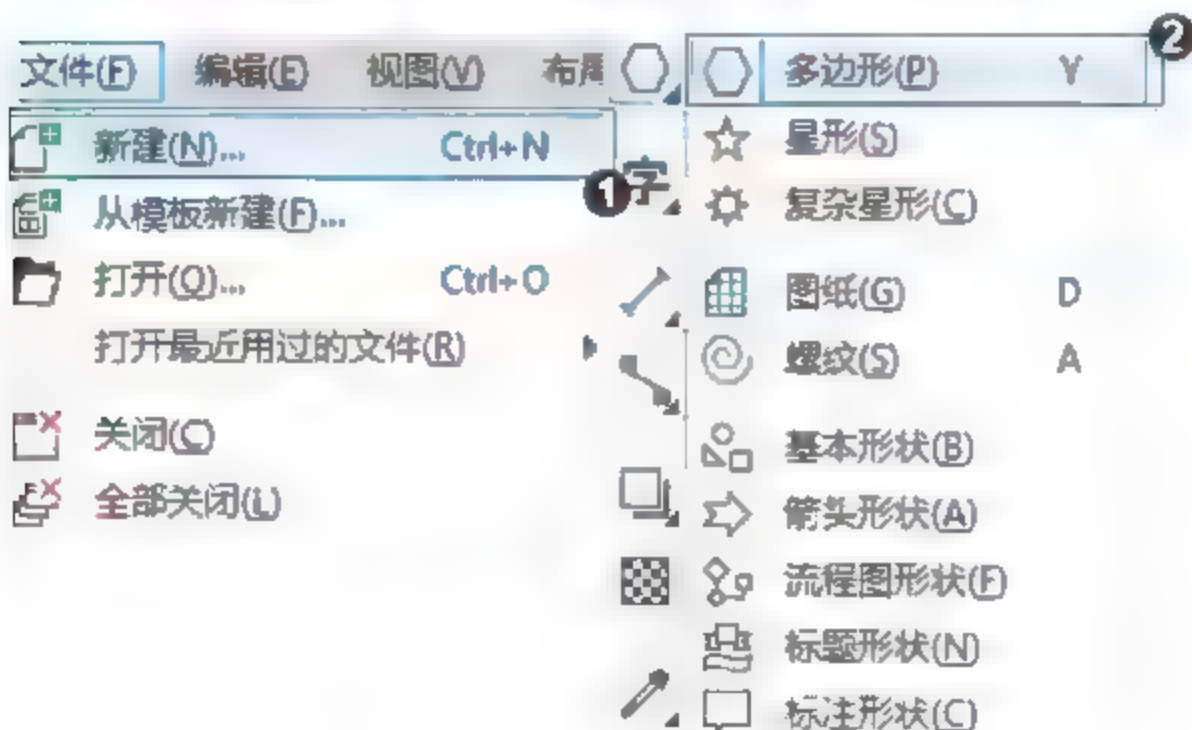 文件(F) 编辑(E) 视图(V) 布局
新建(N)... Ctrl+N
1
从模板新建(F)...
打开(O)... Ctrl+O
打开最近用过的文件(R)
关闭(C)
全部关闭(L)
字
2
多边形(P) Y
星形(S)
复杂星形(C)
图纸(G) D
螺纹(S) A
基本形状(B)
箭头形状(A)
流程图形状(F)
标题形状(N)
标注形状(C)